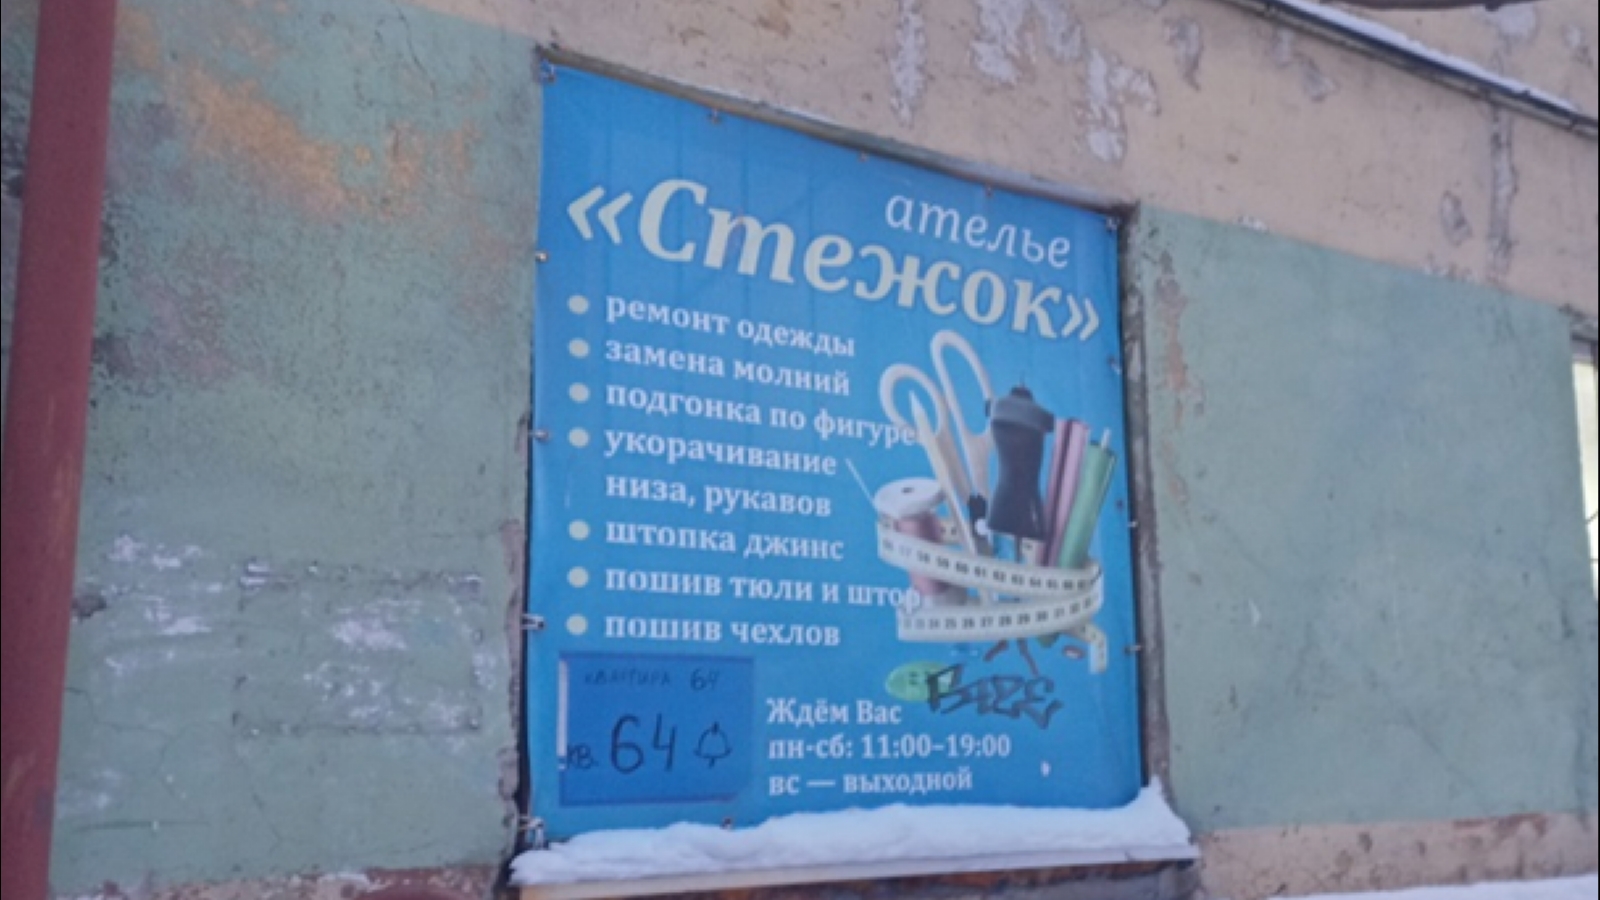 ателье
«Стежок»
ремонт одежды
замена молний
подгонка по фигуре
укорачивание
низа, рукавов
штопка джинс
пошив тюли и штор
пошив чехлов
квартира 64
кв. 64
Ждём Вас
пн-сб: 11:00–19:00
вс — выходной